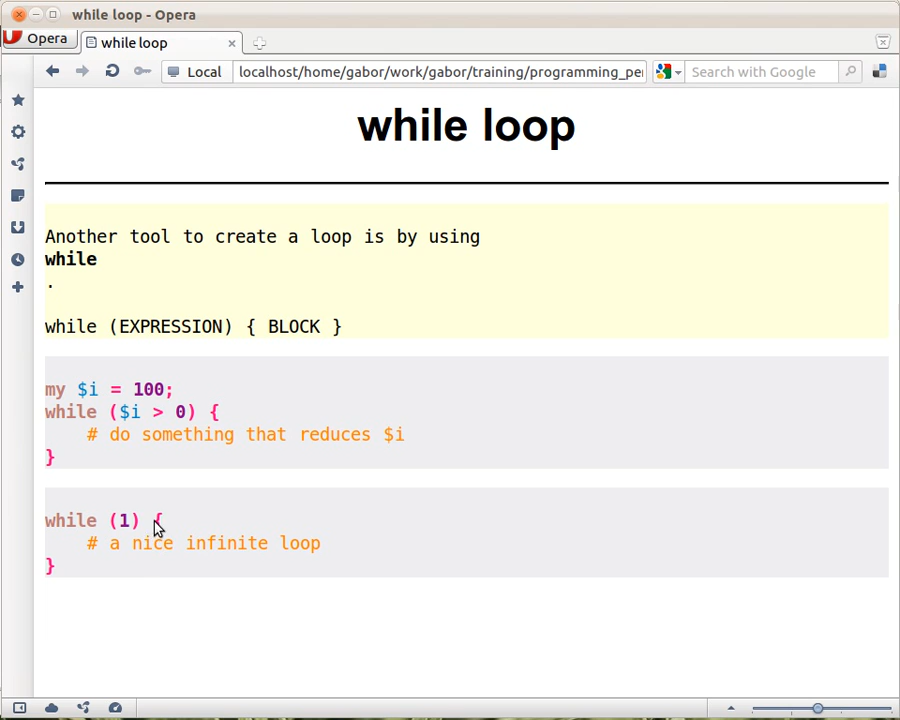 while loop - Opera
Opera
while loop
Local
localhost/home/gabor/work/gabor/training/programming_pe
Search with Google
while loop
Another tool to create a loop is by using
while
.
while (EXPRESSION) { BLOCK }
my $i = 100;
while ($i > 0) {
    # do something that reduces $i
}
while (1) {
    # a nice infinite loop
}